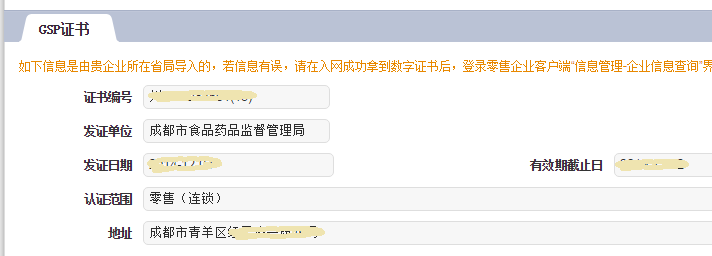 GSP证书
如下信息是由贵企业所在省局导入的，若信息有误，请在入网成功拿到数字证书后，登录零售企业客户端"信息管理-企业信息查询"界
证书编号
发证单位 成都市食品药品监督管理局
发证日期 有效期截止日
认证范围 零售（连锁）
地址 成都市青羊区